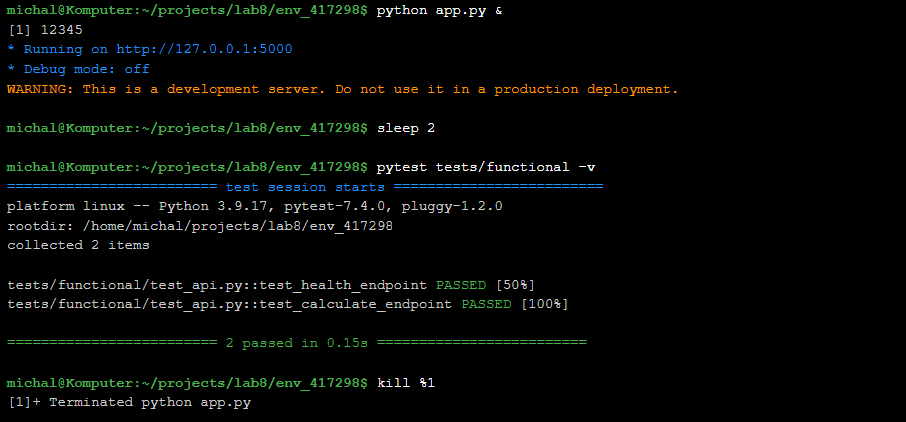 michal@Komputer:~/projects/lab8/env_417298$ python app.py &
[1] 12345
* Running on http://127.0.0.1:5000
* Debug mode: off
WARNING: This is a development server. Do not use it in a production deployment.
michal@Komputer:~/projects/lab8/env_417298$ sleep 2
michal@Komputer:~/projects/lab8/env_417298$ pytest tests/functional -v
========================= test session starts =========================
platform linux -- Python 3.9.17, pytest-7.4.0, pluggy-1.2.0
rootdir: /home/michal/projects/lab8/env_417298
collected 2 items
tests/functional/test_api.py::test_health_endpoint PASSED [50%]
tests/functional/test_api.py::test_calculate_endpoint PASSED [100%]
========================= 2 passed in 0.15s =========================
michal@Komputer:~/projects/lab8/env_417298$ kill %1
[1]+ Terminated python app.py